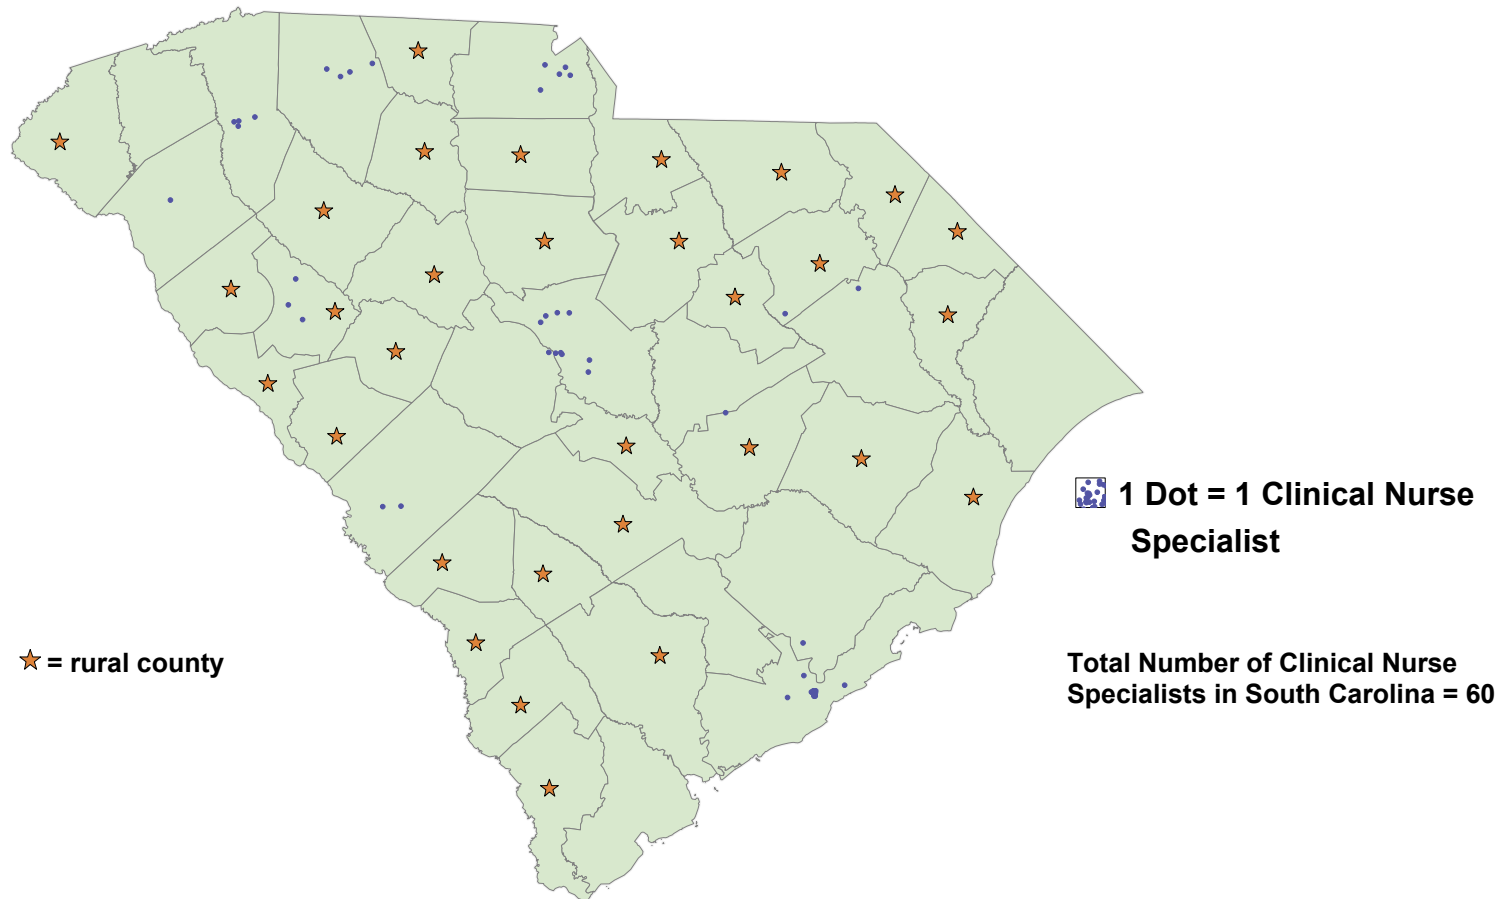 1 Dot = 1 Clinical Nurse
Specialist
= rural county
Total Number of Clinical Nurse
Specialists in South Carolina = 60